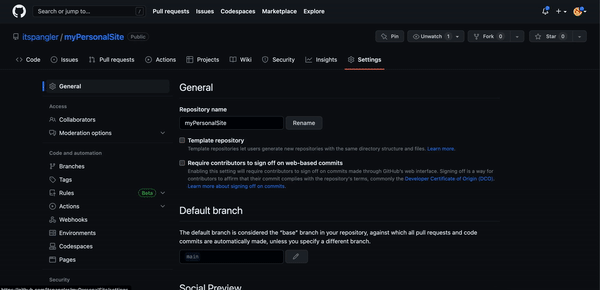 Search or jump to...
/
Pull requests
Issues
Codespaces
Marketplace
Explore
itspangler / myPersonalSite
Public
Pin
Unwatch 1
Fork 0
Star 0
Code
Issues
Pull requests
Actions
Projects
Wiki
Security
Insights
Settings
General
Access
Collaborators
Moderation options
Code and automation
Branches
Tags
Rules
Beta
Actions
Webhooks
Environments
Codespaces
Pages
Security
General
Repository name
myPersonalSite
Rename
Template repository
Template repositories let users generate new repositories with the same directory structure and files. Learn more.
Require contributors to sign off on web-based commits
Enabling this setting will require contributors to sign off on commits made through GitHub's web interface. Signing off is a way for
contributors to affirm that their commit complies with the repository's terms, commonly the Developer Certificate of Origin (DCO).
Learn more about signing off on commits.
Default branch
The default branch is considered the "base" branch in your repository, against which all pull requests and code
commits are automatically made, unless you specify a different branch.
main
Social Preview